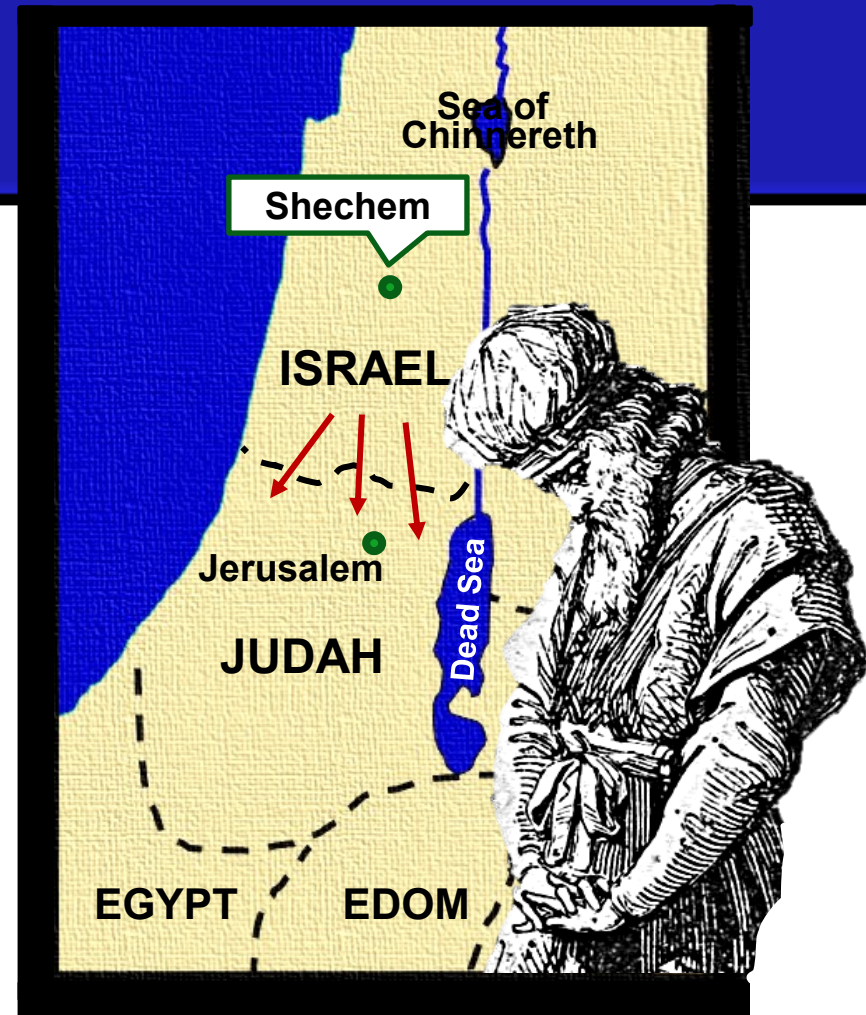 Sea of
Chinnereth
Shechem
ISRAEL
Jerusalem
Dead Sea
JUDAH
EGYPT
EDOM